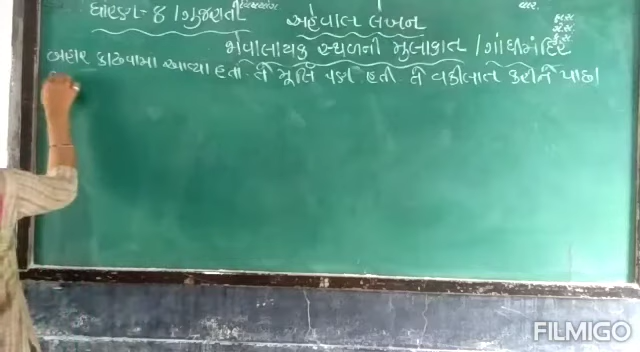 ધોરણ-8 /ગુજરાતી
અહેવાલ લેખન
વાર.
જોવાલાયક સ્થળની મુલાકાત / ગાંધીમંદિર
બહાર કાઢવામા આવ્યા હતા. તે મૂર્તિ પણ હતી. તે વકીલાત કરીને પાછા
FILMIGO